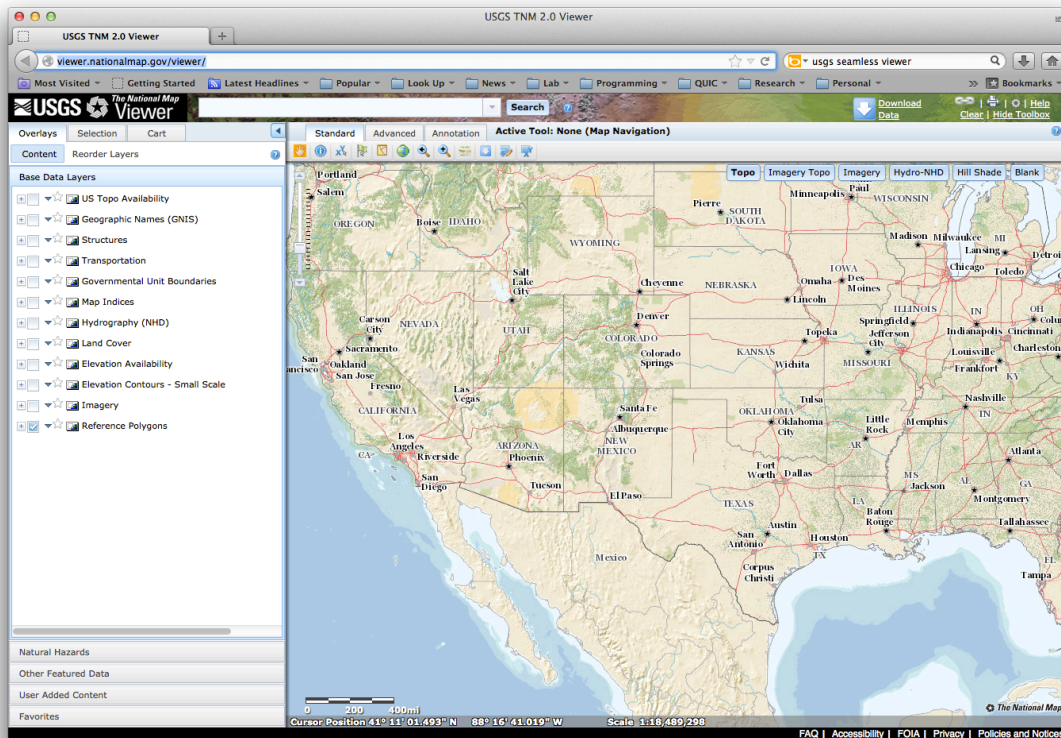 USGS TNM 2.0 Viewer
USGS TNM 2.0 Viewer
+
viewer.nationalmap.gov/viewer/
usgs seamless viewer
Most Visited Getting Started Latest Headlines Popular Look Up News Lab Programming QUIC Research Personal » Bookmarks
USGS The National Map Viewer
Search
Download Data
Help
Clear | Hide Toolbox
Overlays Selection Cart
Standard Advanced Annotation Active Tool: None (Map Navigation)
Content Reorder Layers
Base Data Layers
US Topo Availability
Geographic Names (GNIS)
Structures
Transportation
Governmental Unit Boundaries
Map Indices
Hydrography (NHD)
Land Cover
Elevation Availability
Elevation Contours - Small Scale
Imagery
Reference Polygons
Natural Hazards
Other Featured Data
User Added Content
Favorites
Topo Imagery Topo Imagery Hydro-NHD Hill Shade Blank
Portland
Salem
OREGON
Boise
IDAHO
WYOMING
Pierre
SOUTH DAKOTA
Minneapolis
St Paul
WISCONSIN
Madison
Milwaukee
MI
Lansing
Detroi
Chicago
Toledo
Salt Lake City
Cheyenne
NEBRASKA
IOWA
Omaha
Des Moines
Lincoln
Carson City
NEVADA
UTAH
Denver
COLORADO
Colorado Springs
Topeka
KANSAS
Wichita
Jefferson City
MISSOURI
ILLINOIS
Springfield
IN
Indianapolis
OH
Colu
Cincinnati
Louisville
Frankfort
KY
Charleston
Sacramento
San
ancisco
Oakland
San Jose
Fresno
CALIFORNIA
Las Vegas
Los Angeles
Riverside
CA
San Diego
ARIZONA
Phoenix
Tucson
Santa Fe
Albuquerque
NEW MEXICO
El Paso
OKLAHOMA
Tulsa
Oklahoma City
Little Rock
AR
Memphis
Nashville
TN
Atlanta
GA
Fort Worth
Dallas
TEXAS
MS
Jackson
AL
Montgomery
LA
Baton Rouge
Tallahassee
FL
Tampa
Austin
San Antonio
Houston
TX
Corpus Christi
Mexico
0 200 400mi
Cursor Position 41° 11' 01.493" N 88° 16' 41.019" W Scale 1:18,489,298
The National Map
FAQ | Accessibility | FOIA | Privacy | Policies and Notice